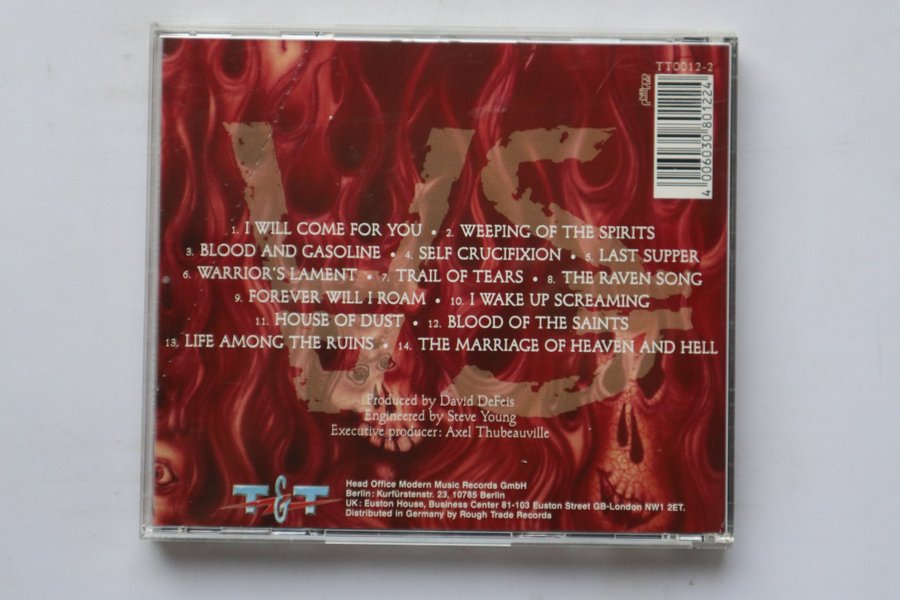 TT0012-2
4 006030 801224
VS
1. I WILL COME FOR YOU • 2. WEEPING OF THE SPIRITS
3. BLOOD AND GASOLINE • 4. SELF CRUCIFIXION • 5. LAST SUPPER
6. WARRIOR'S LAMENT • 7. TRAIL OF TEARS • 8. THE RAVEN SONG
9. FOREVER WILL I ROAM • 10. I WAKE UP SCREAMING
11. HOUSE OF DUST • 12. BLOOD OF THE SAINTS
13. LIFE AMONG THE RUINS • 14. THE MARRIAGE OF HEAVEN AND HELL
Produced by David DeFeis
Engineered by Steve Young
Executive producer: Axel Thubeauville
T&T
Head Office Modern Music Records GmbH
Berlin: Kurfürstenstr. 23, 10785 Berlin
UK: Euston House, Business Center 81-103 Euston Street GB-London NW1 2ET.
Distributed in Germany by Rough Trade Records